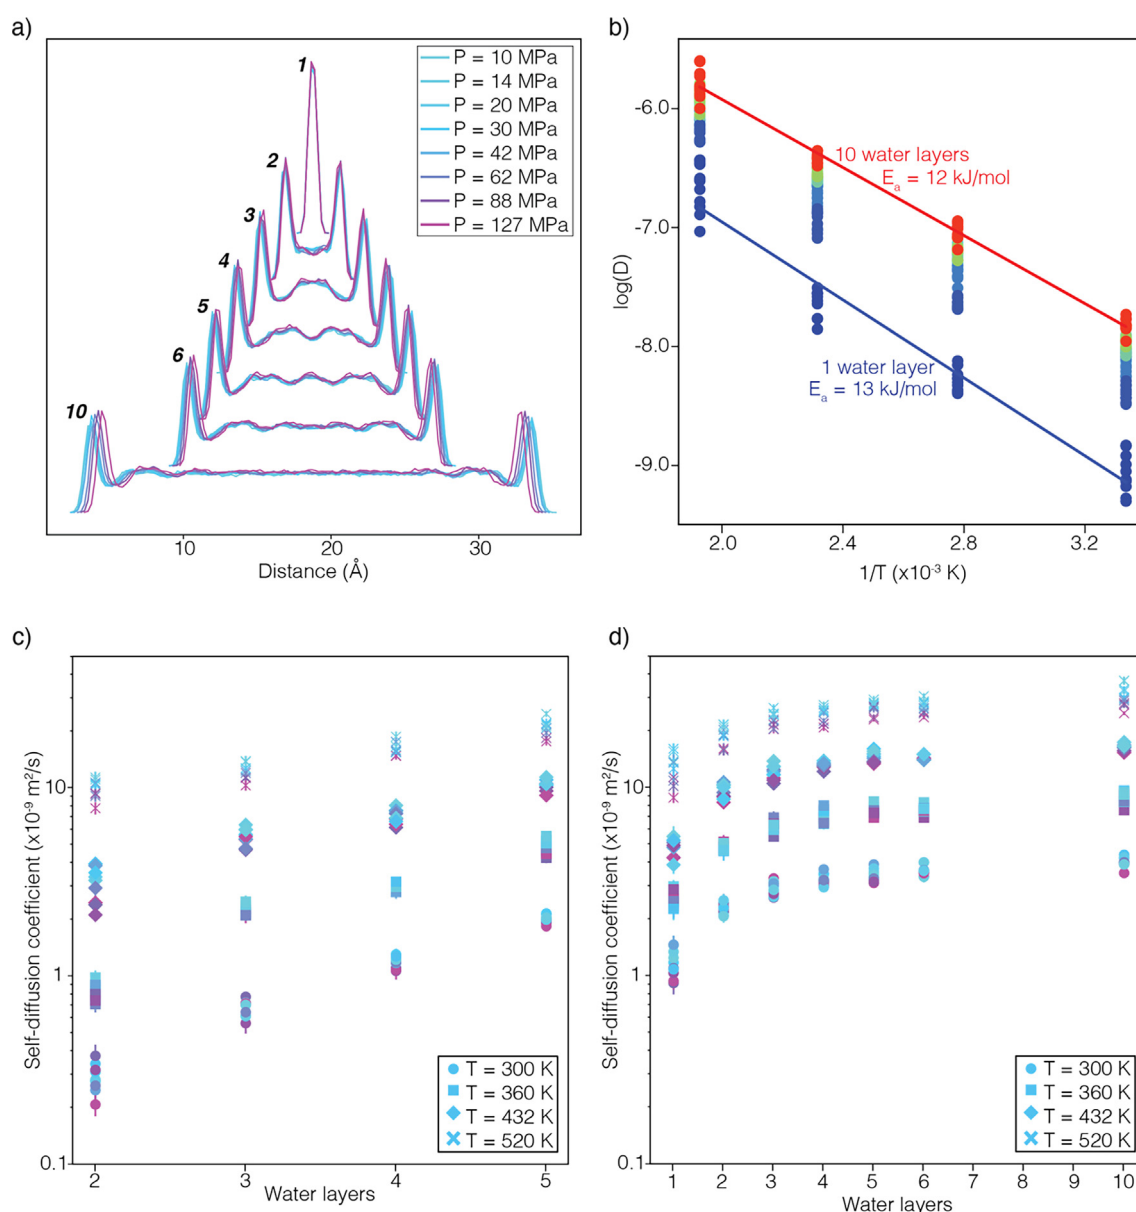 a)
1
2
3
4
5
6
10
P = 10 MPa
P = 14 MPa
P = 20 MPa
P = 30 MPa
P = 42 MPa
P = 62 MPa
P = 88 MPa
P = 127 MPa
10
20
30
Distance (Å)
b)
-6.0
-7.0
-8.0
-9.0
log(D)
10 water layers
Eₐ = 12 kJ/mol
1 water layer
Eₐ = 13 kJ/mol
2.0
2.4
2.8
3.2
1/T (x10⁻³ K)
c)
10
1
0.1
Self-diffusion coefficient (x10⁻⁹ m²/s)
T = 300 K
T = 360 K
T = 432 K
T = 520 K
2
3
4
5
Water layers
d)
10
1
0.1
Self-diffusion coefficient (x10⁻⁹ m²/s)
T = 300 K
T = 360 K
T = 432 K
T = 520 K
1
2
3
4
5
6
7
8
9
10
Water layers